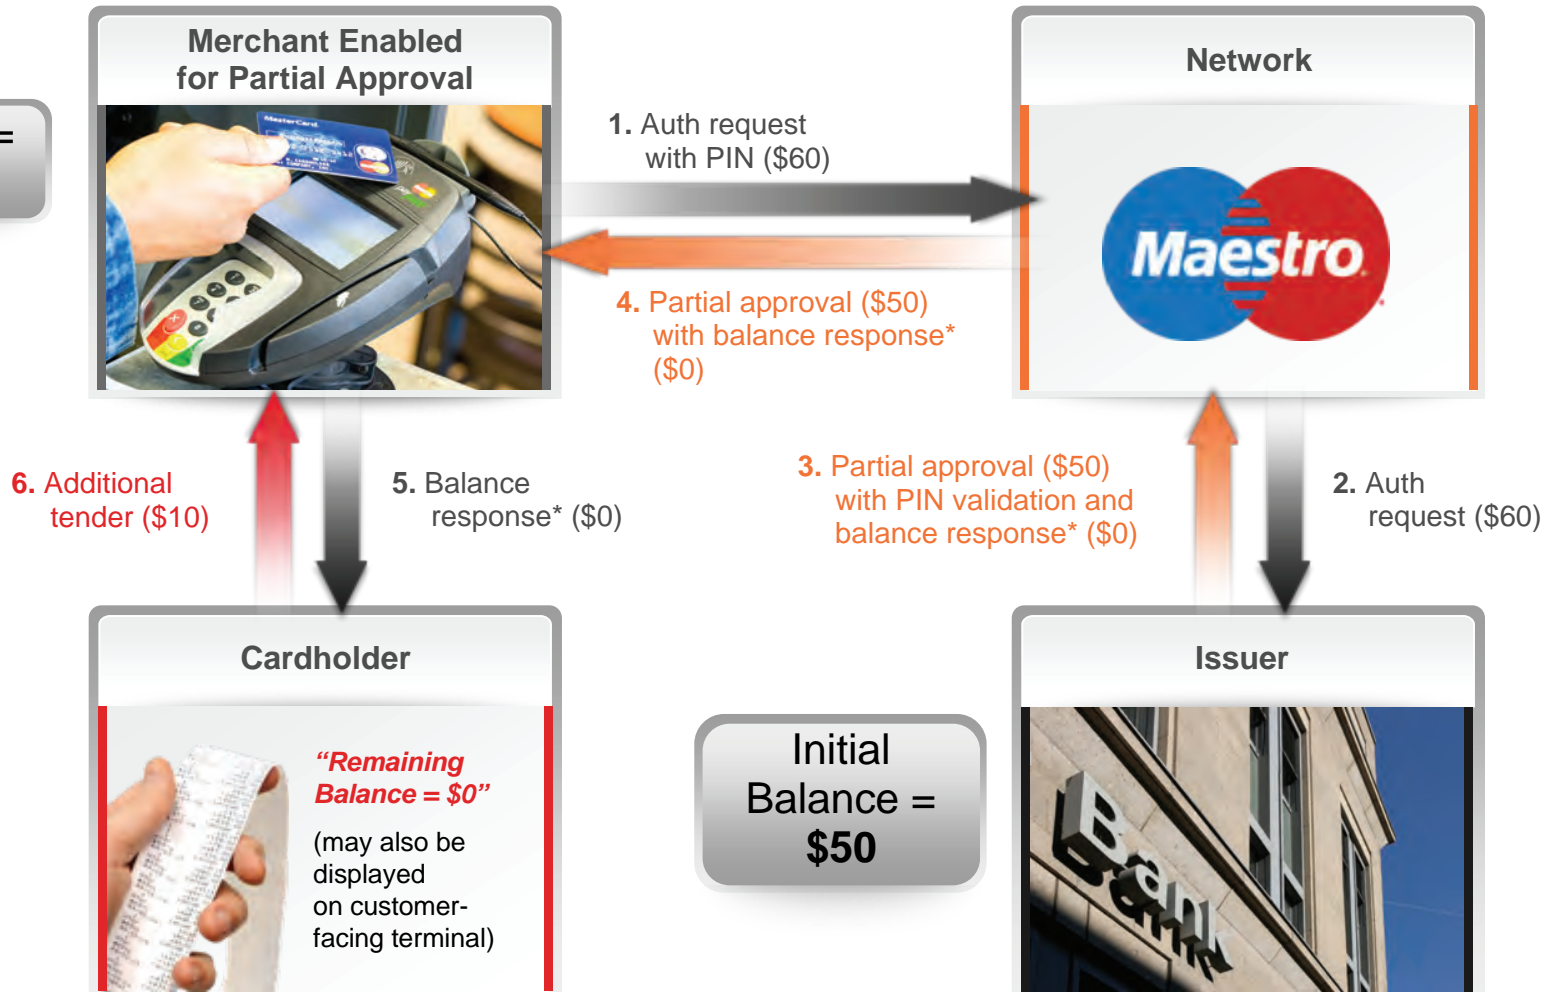 Merchant Enabled
for Partial Approval
Network
=
MasterCard
1. Auth request
with PIN ($60)
Maestro
4. Partial approval ($50)
with balance response*
($0)
6. Additional
tender ($10)
5. Balance
response* ($0)
3. Partial approval ($50)
with PIN validation and
balance response* ($0)
2. Auth
request ($60)
Cardholder
Issuer
“Remaining
Balance = $0”
(may also be
displayed
on customer-
facing terminal)
Initial
Balance =
$50
Bank